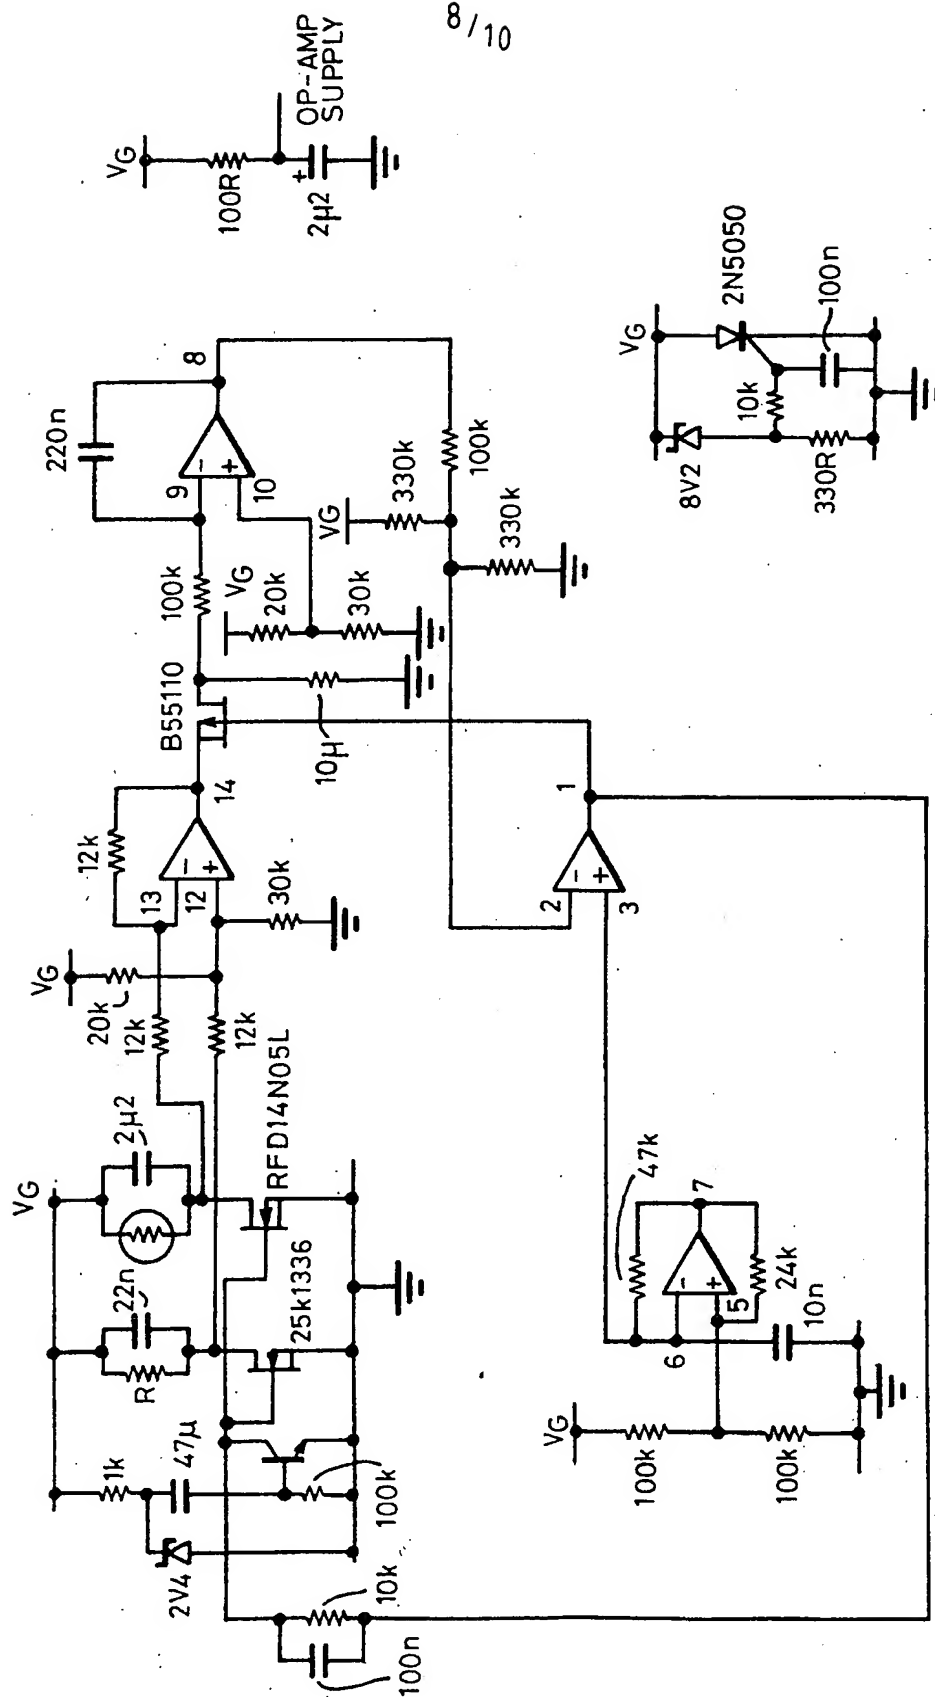 8/10
VG
100R
+
2µ2
OP-AMP
SUPPLY
220n
8
9
10
-
+
100k
VG
20k
30k
VG
330k
330k
100k
B55110
10µ
12k
14
13
12
-
+
30k
VG
20k
12k
12k
VG
2µ2
22n
R
RFD14N05L
25k1336
1k
47µ
2V4
100k
10k
100n
1
2
3
-
+
47k
7
6
5
-
+
24k
10n
VG
100k
100k
VG
2N5050
100n
10k
8V2
330R